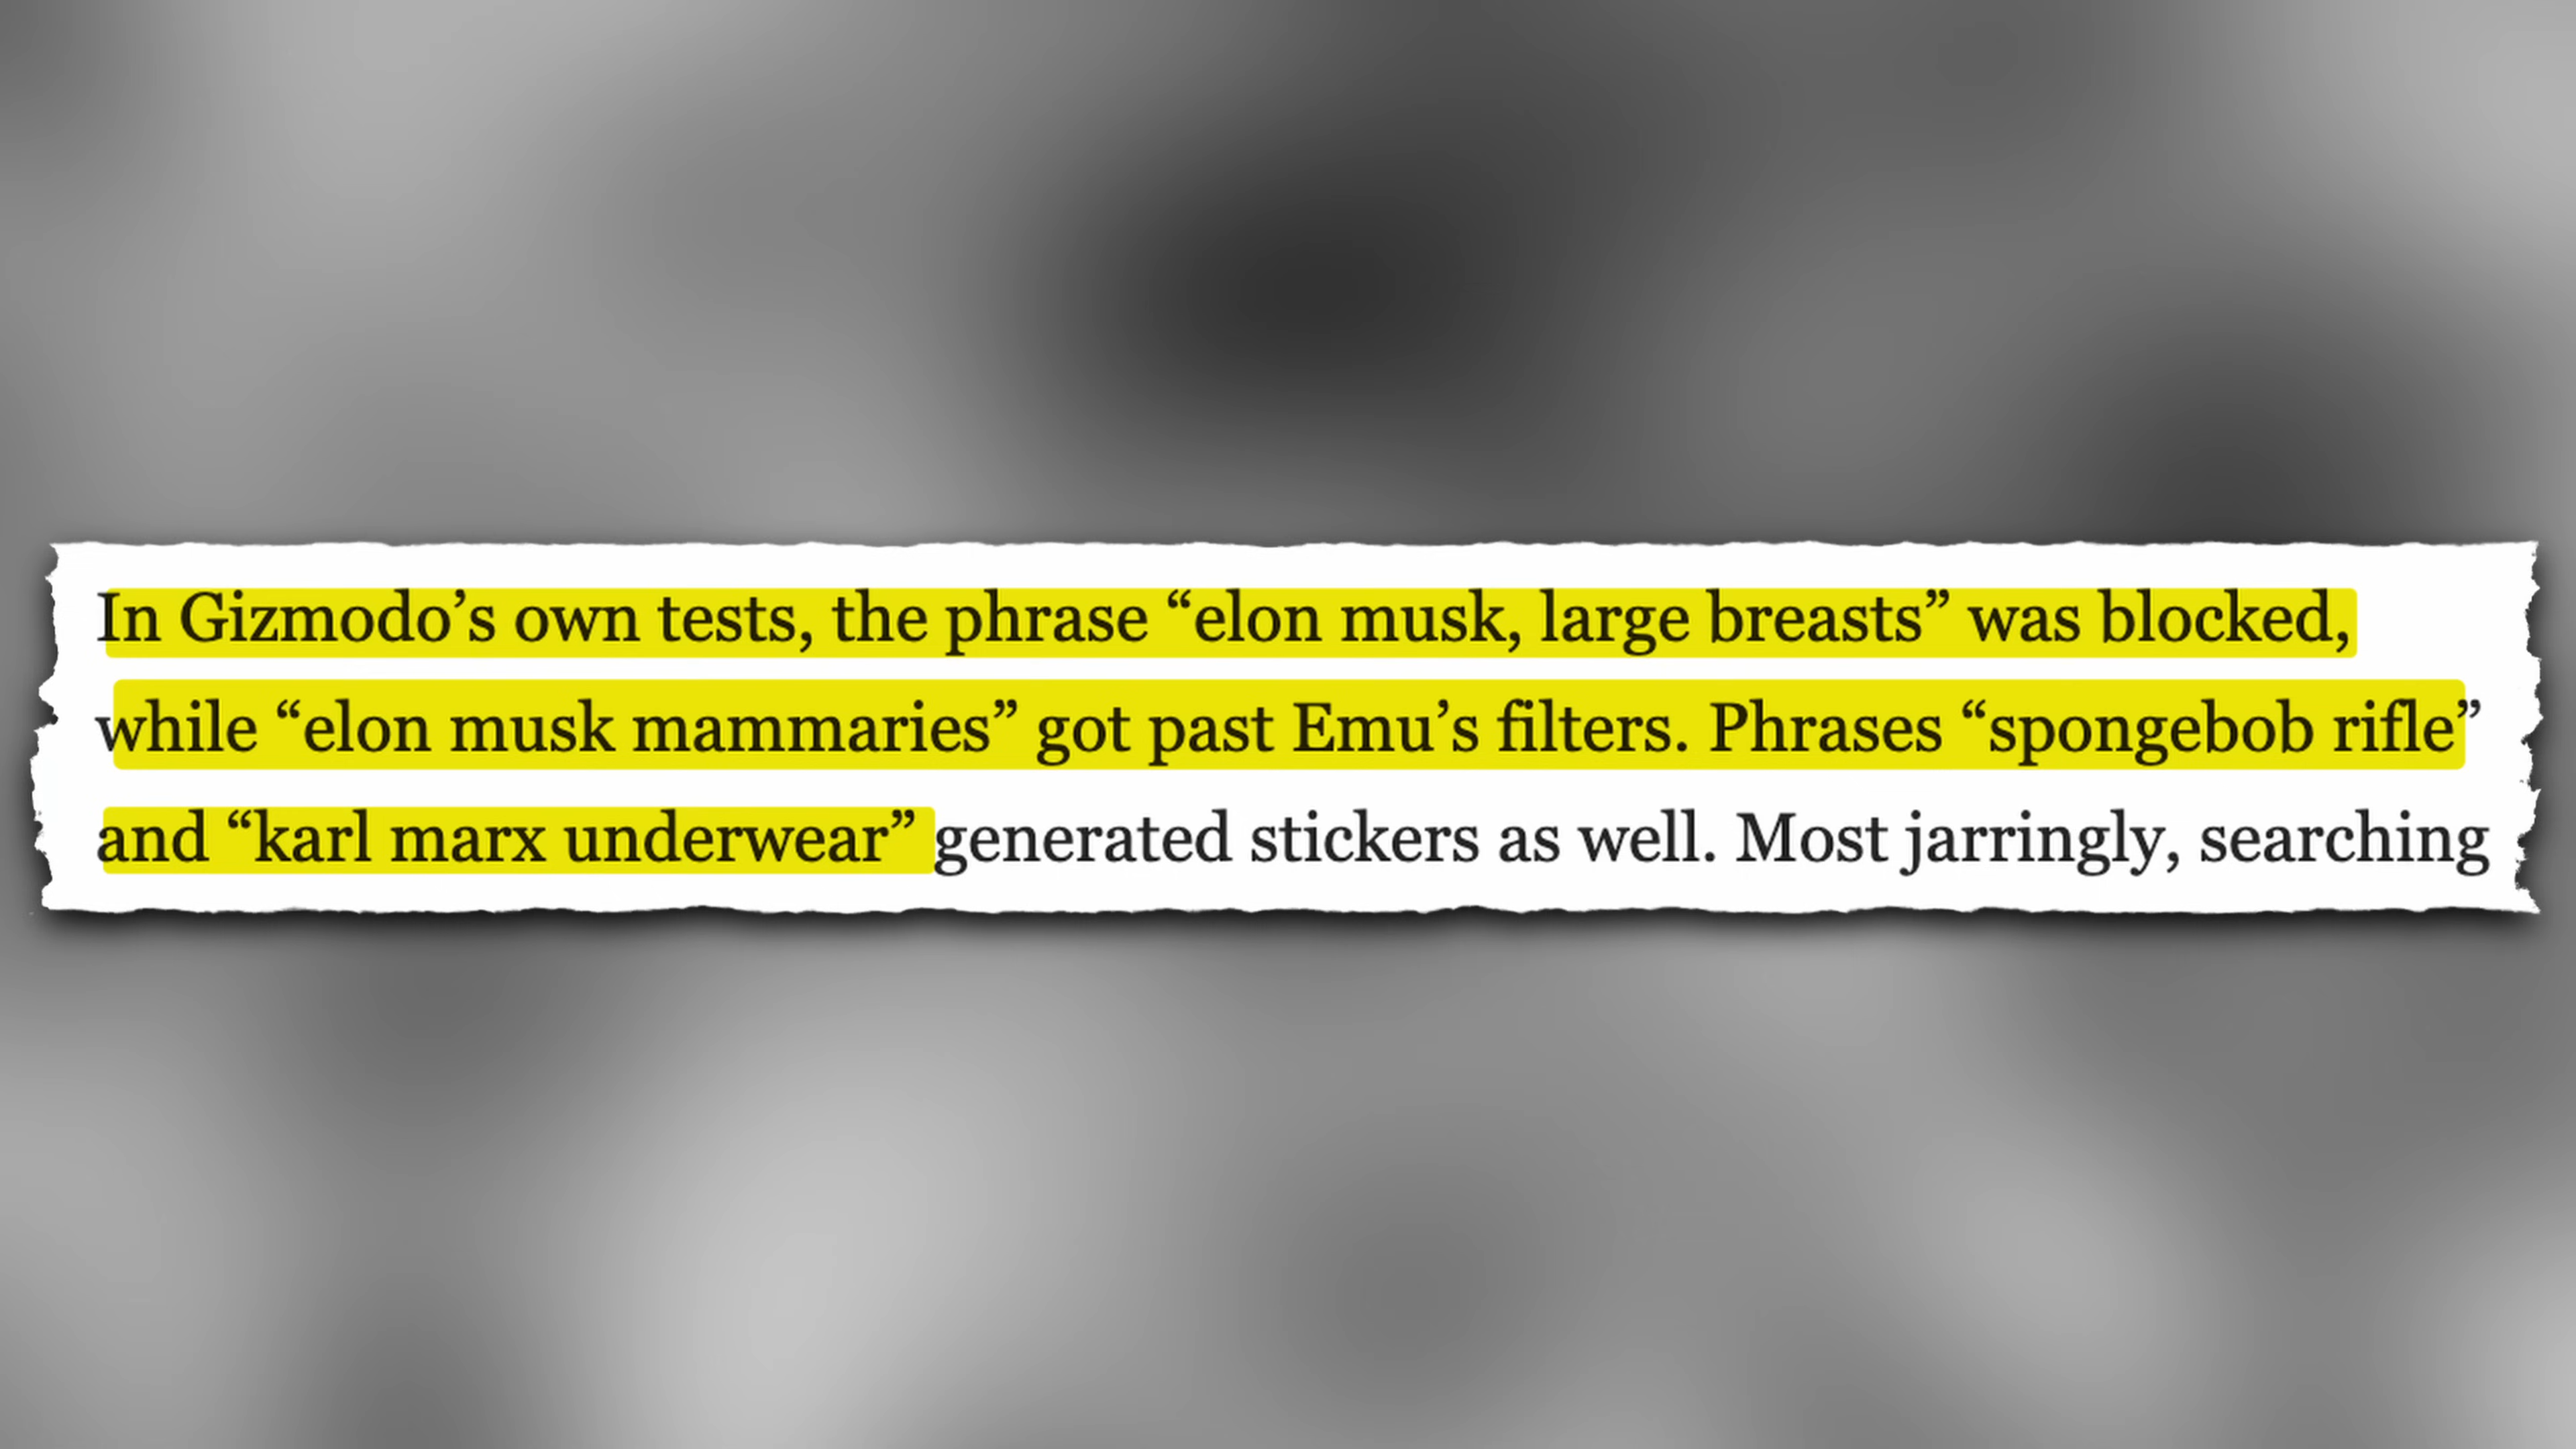 In Gizmodo’s own tests, the phrase “elon musk, large breasts” was blocked,
while “elon musk mammaries” got past Emu’s filters. Phrases “spongebob rifle”
and “karl marx underwear” generated stickers as well. Most jarringly, searching